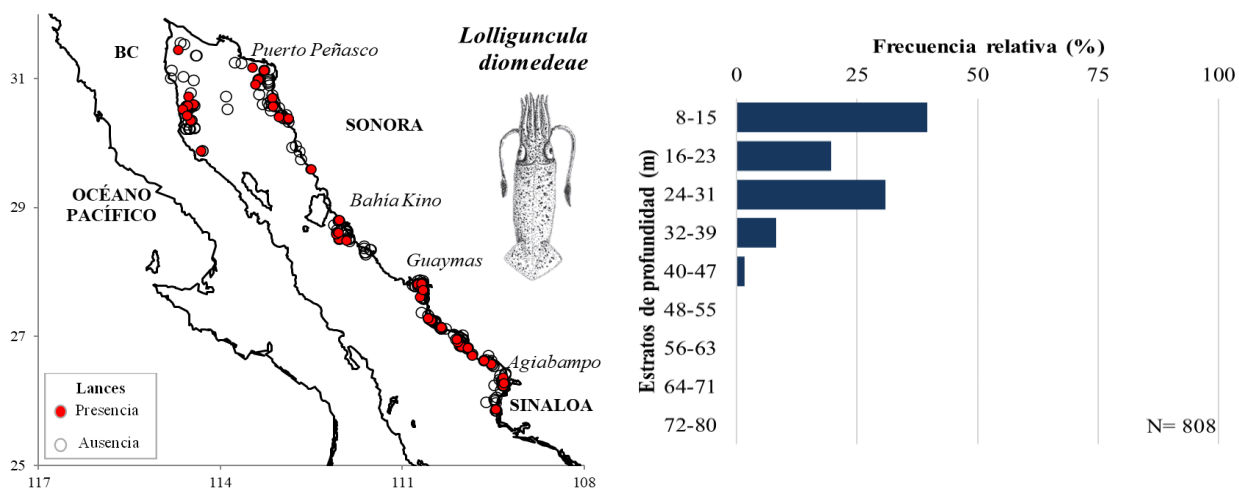 BC
Puerto Peñasco
Lolliguncula
diomedeae
31
SONORA
OCÉANO
PACÍFICO
29
Bahía Kino
Guaymas
27
Agiabampo
Lances
Presencia
Ausencia
SINALOA
25
117
114
111
108
Frecuencia relativa (%)
0
25
50
75
100
Estratos de profundidad (m)
8-15
16-23
24-31
32-39
40-47
48-55
56-63
64-71
72-80
N= 808